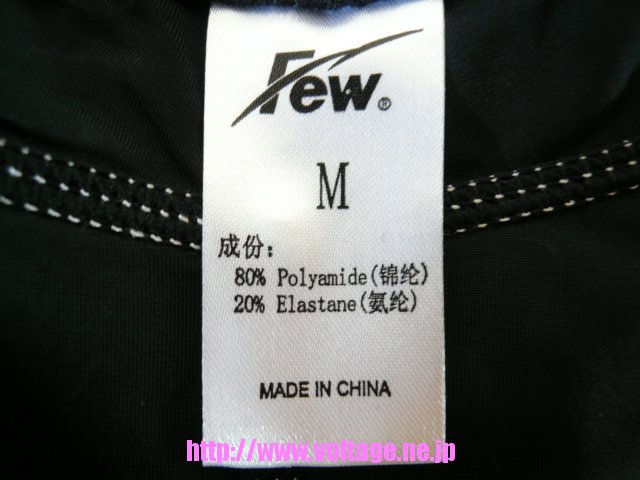 Few®
M
成份：
80% Polyamide(锦纶)
20% Elastane(氨纶)
MADE IN CHINA
http://www.voltage.ne.jp